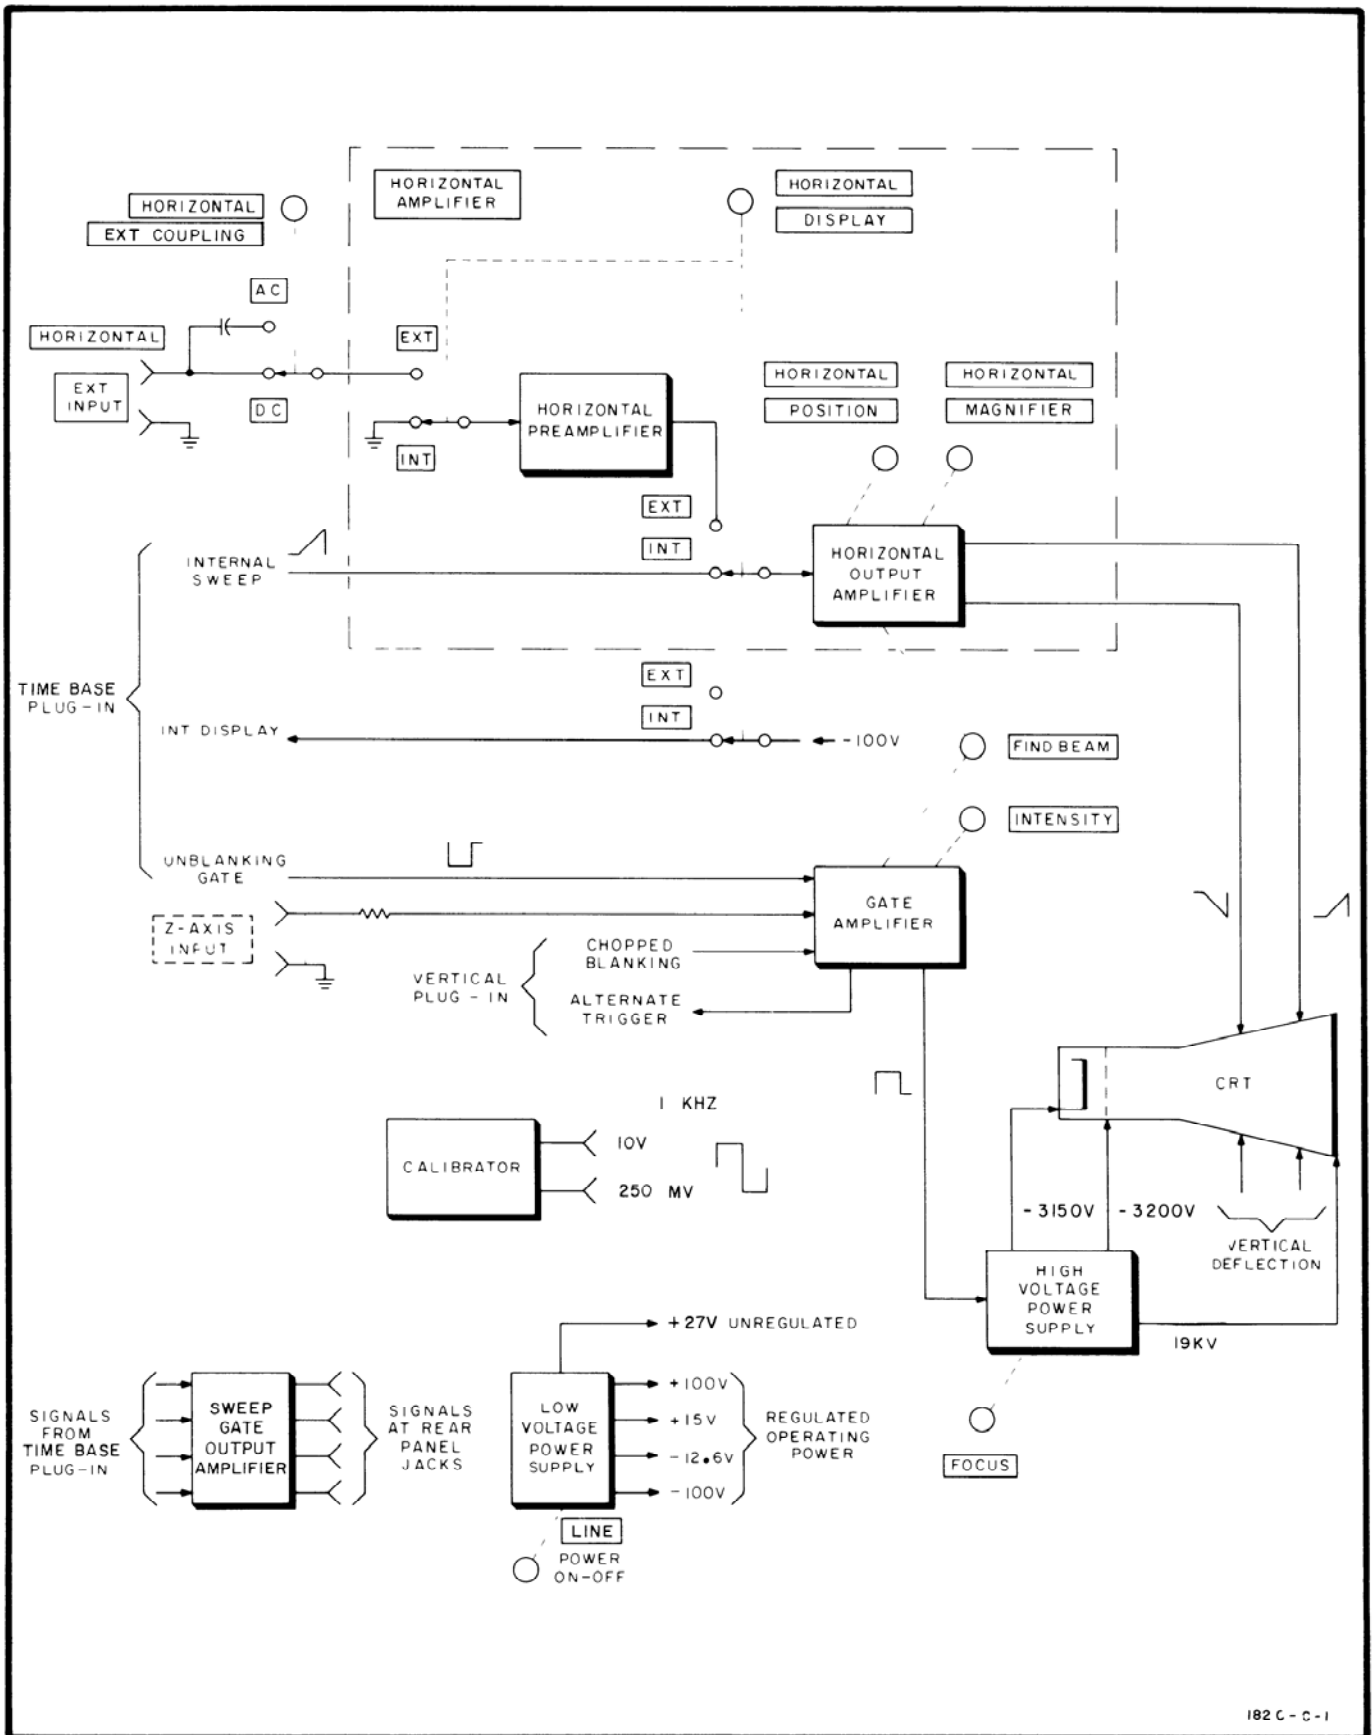 HORIZONTAL
AMPLIFIER
HORIZONTAL
DISPLAY
HORIZONTAL
EXT COUPLING
AC
HORIZONTAL
EXT
INPUT
DC
EXT
INT
HORIZONTAL
PREAMPLIFIER
HORIZONTAL
POSITION
HORIZONTAL
MAGNIFIER
EXT
INT
INTERNAL
SWEEP
HORIZONTAL
OUTPUT
AMPLIFIER
TIME BASE
PLUG-IN
EXT
INT
INT DISPLAY
-100V
FIND BEAM
INTENSITY
UNBLANKING
GATE
Z-AXIS
INPUT
GATE
AMPLIFIER
VERTICAL
PLUG-IN
CHOPPED
BLANKING
ALTERNATE
TRIGGER
CRT
1 KHZ
CALIBRATOR
10V
250 MV
-3150V
-3200V
VERTICAL
DEFLECTION
HIGH
VOLTAGE
POWER
SUPPLY
19KV
FOCUS
SIGNALS
FROM
TIME BASE
PLUG-IN
SWEEP
GATE
OUTPUT
AMPLIFIER
SIGNALS
AT REAR
PANEL
JACKS
+27V UNREGULATED
LOW
VOLTAGE
POWER
SUPPLY
+100V
+15V
-12.6V
-100V
REGULATED
OPERATING
POWER
LINE
POWER
ON-OFF
182C-C-1